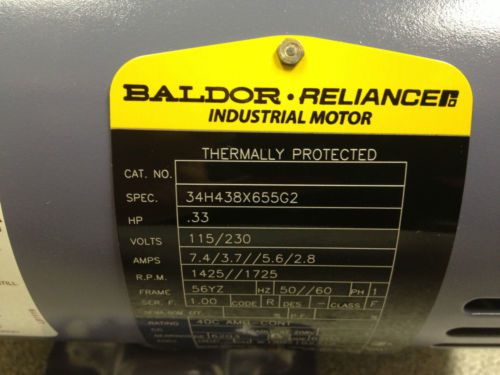 BALDOR · RELIANCE
INDUSTRIAL MOTOR
THERMALLY PROTECTED
CAT. NO.
SPEC. 34H438X655G2
HP .33
VOLTS 115/230
AMPS 7.4/3.7//5.6/2.8
R.P.M. 1425//1725
FRAME 56YZ HZ 50//60 PH 1
SER. F. 1.00 CODE R DES - CLASS F
RATING 40C AMB-CONT